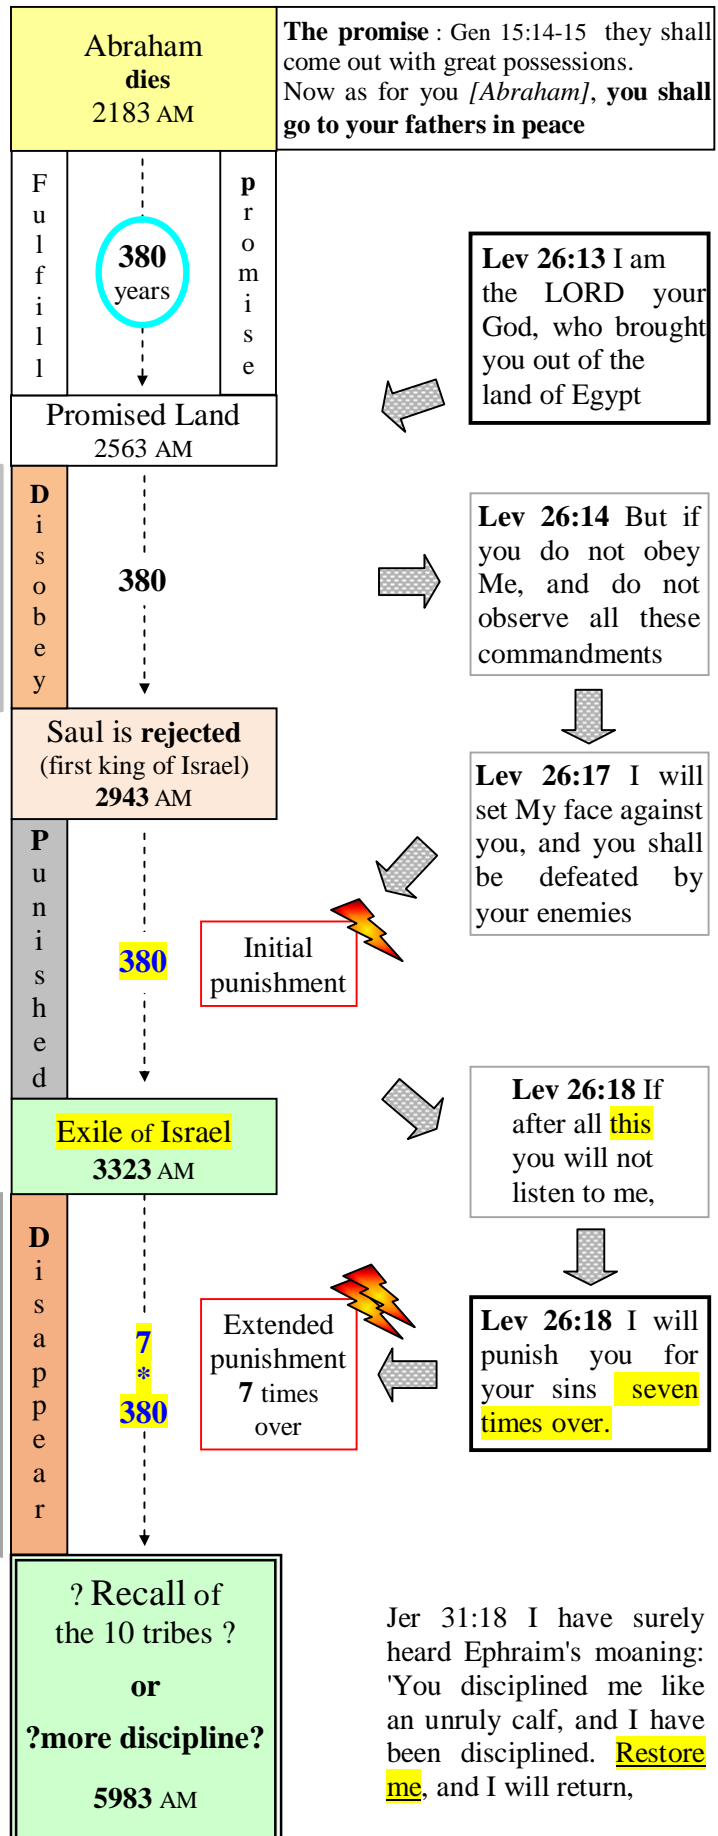 Abraham
dies
2183 AM
The promise : Gen 15:14-15 they shall
come out with great possessions.
Now as for you [Abraham], you shall
go to your fathers in peace
Fulfill
380
years
promise
Lev 26:13 I am
the LORD your
God, who brought
you out of the
land of Egypt
Promised Land
2563 AM
Disobey
380
Lev 26:14 But if
you do not obey
Me, and do not
observe all these
commandments
Saul is rejected
(first king of Israel)
2943 AM
Lev 26:17 I will
set My face against
you, and you shall
be defeated by
your enemies
Punished
380
Initial
punishment
Exile of Israel
3323 AM
Lev 26:18 If
after all this
you will not
listen to me,
Disappear
7
*
380
Extended
punishment
7 times
over
Lev 26:18 I will
punish you for
your sins seven
times over.
? Recall of
the 10 tribes ?
or
?more discipline?
5983 AM
Jer 31:18 I have surely
heard Ephraim's moaning:
'You disciplined me like
an unruly calf, and I have
been disciplined. Restore
me, and I will return,